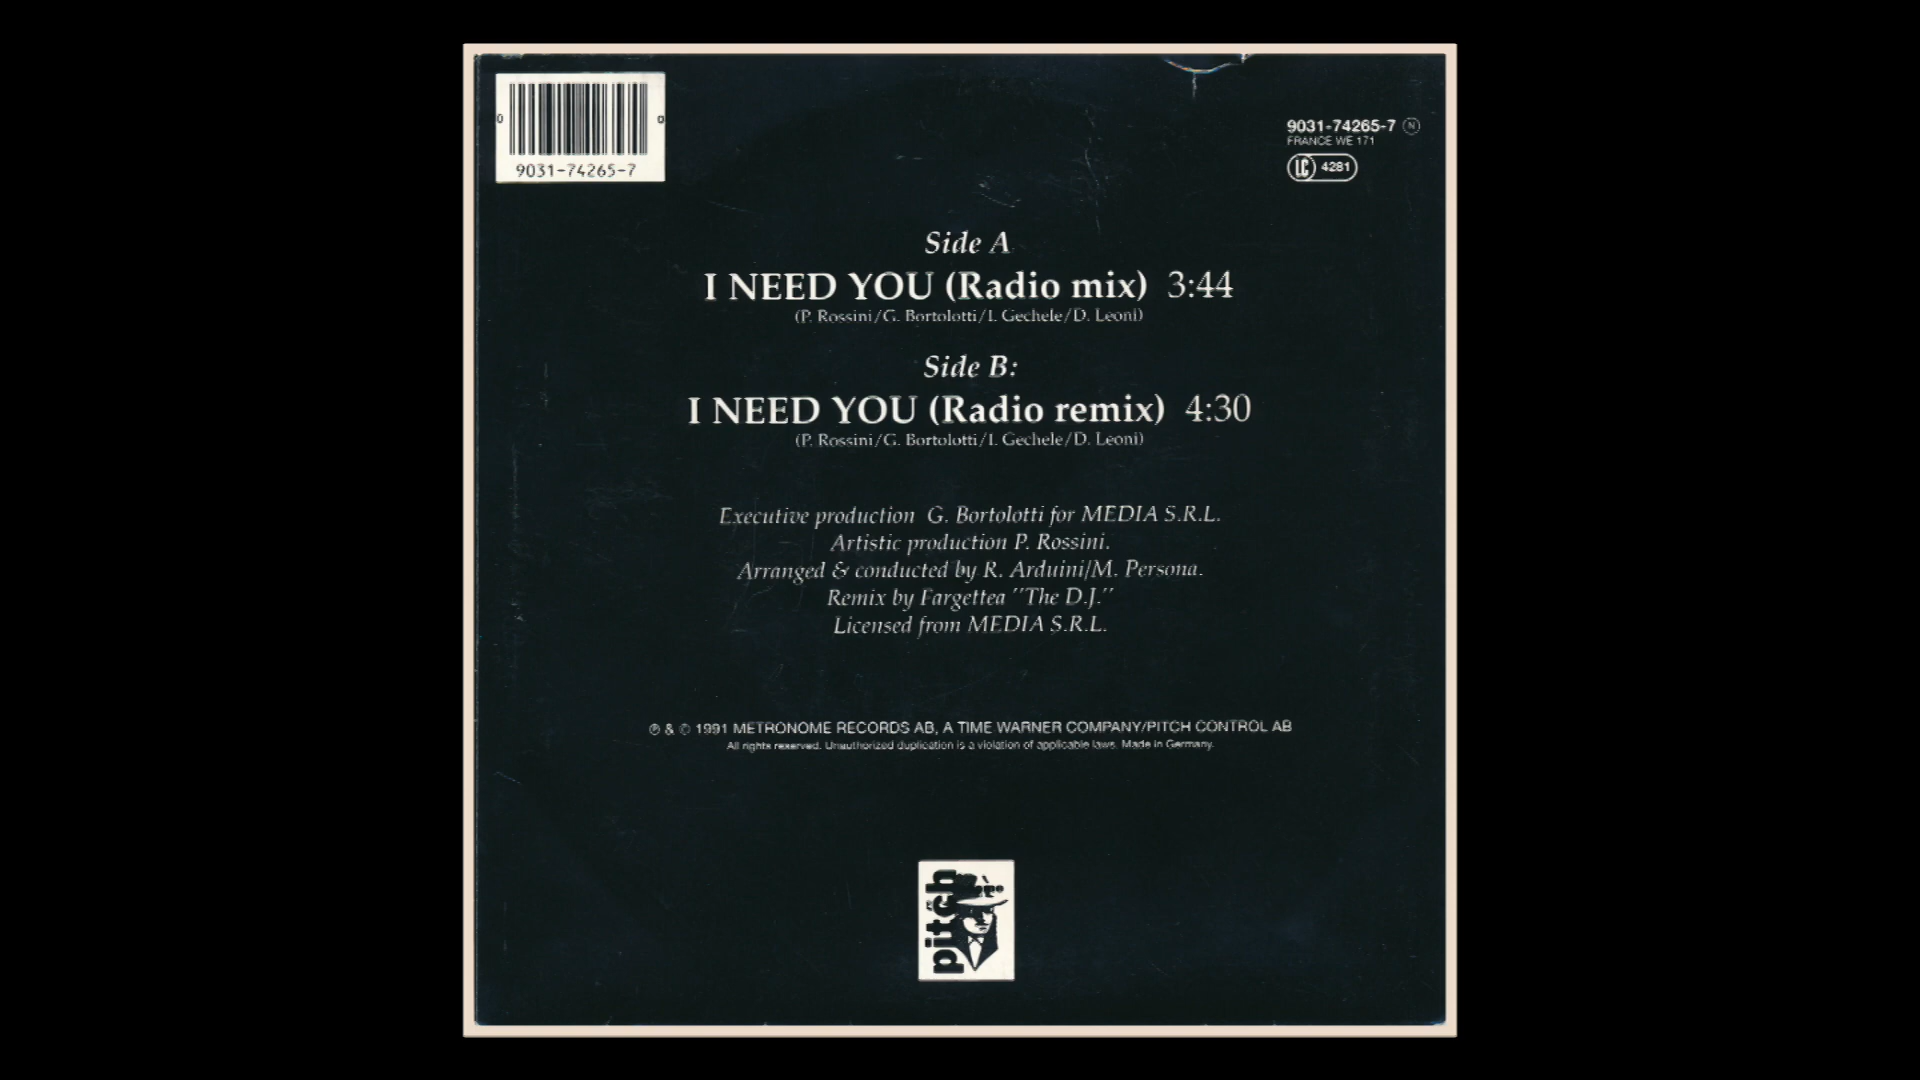 0 0
9031-74265-7
9031-74265-7 N
FRANCE WE 171
LC 4281
Side A
I NEED YOU (Radio mix) 3:44
(P. Rossini/G. Bortolotti/I. Gechele/D. Leoni)
Side B:
I NEED YOU (Radio remix) 4:30
(P. Rossini/G. Bortolotti/I. Gechele/D. Leoni)
Executive production G. Bortolotti for MEDIA S.R.L.
Artistic production P. Rossini.
Arranged & conducted by R. Arduini/M. Persona.
Remix by Fargettea "The D.J."
Licensed from MEDIA S.R.L.
℗ & © 1991 METRONOME RECORDS AB, A TIME WARNER COMPANY/PITCH CONTROL AB
All rights reserved. Unauthorized duplication is a violation of applicable laws. Made in Germany.
pitch